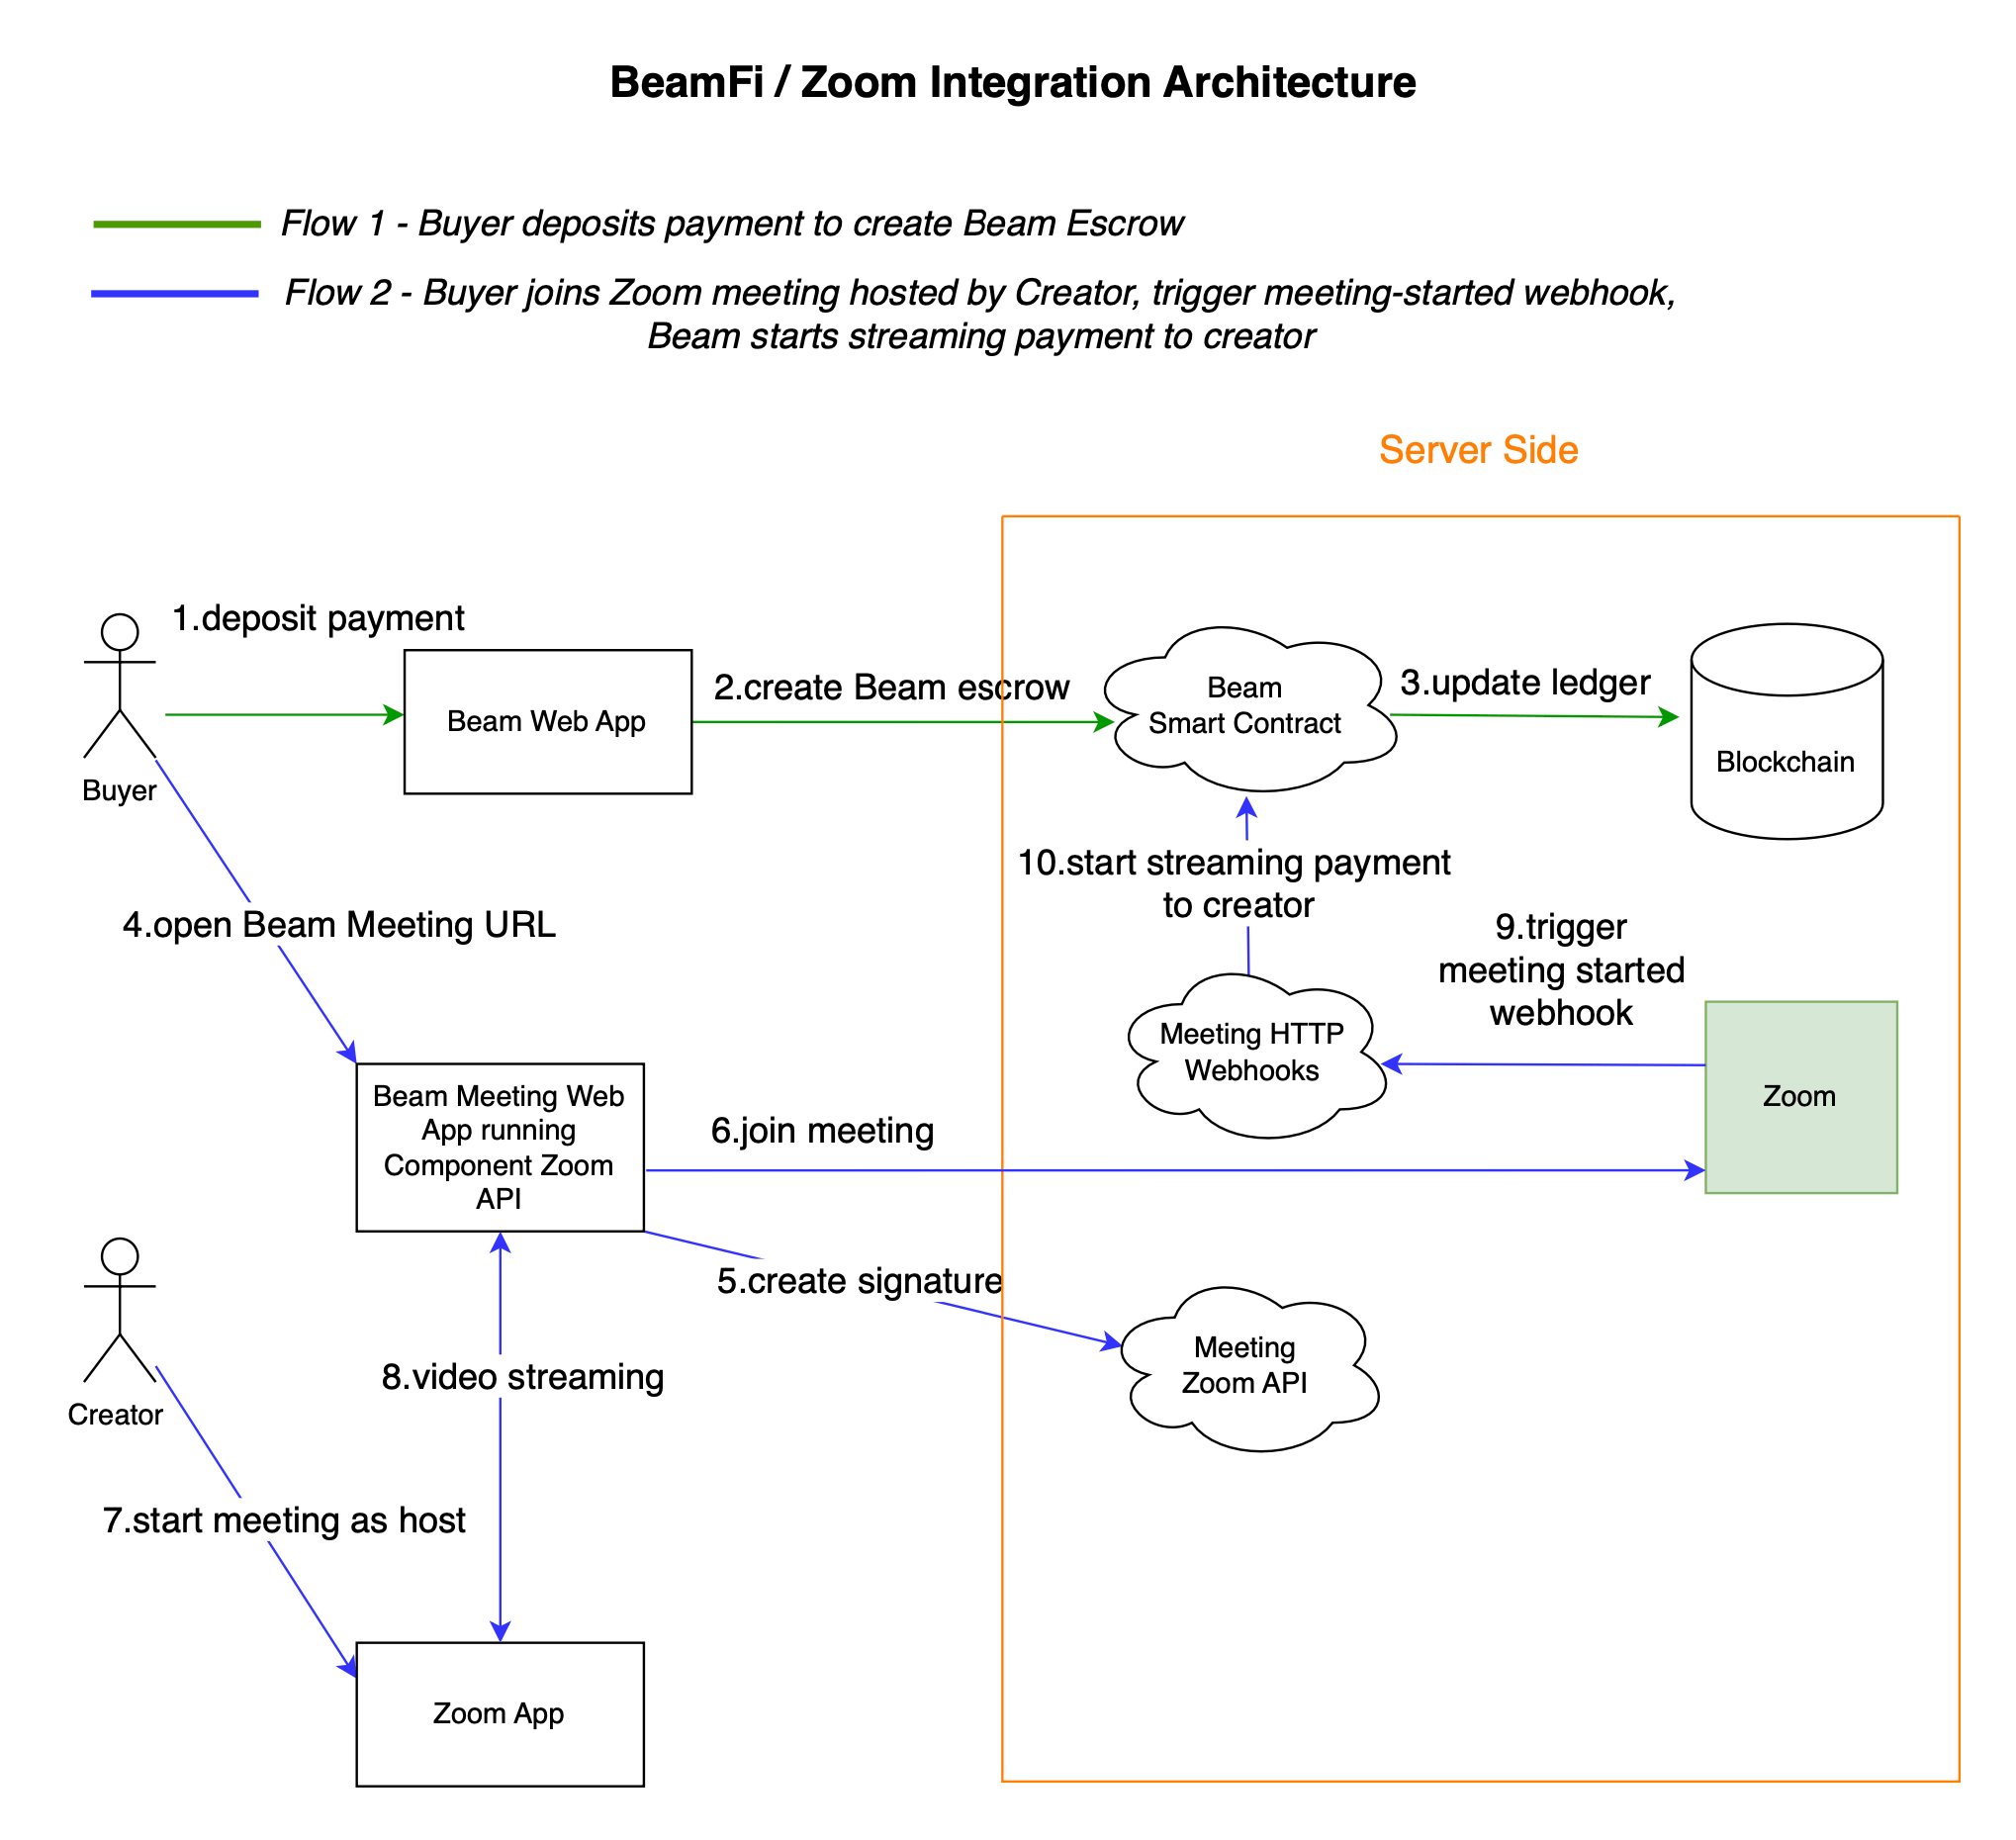 BeamFi / Zoom Integration Architecture
Flow 1 - Buyer deposits payment to create Beam Escrow
Flow 2 - Buyer joins Zoom meeting hosted by Creator, trigger meeting-started webhook,
Beam starts streaming payment to creator
Server Side
1.deposit payment
Buyer
Beam Web App
2.create Beam escrow
Beam
Smart Contract
3.update ledger
Blockchain
10.start streaming payment
to creator
4.open Beam Meeting URL
9.trigger
meeting started
webhook
Meeting HTTP
Webhooks
Zoom
Beam Meeting Web
App running
Component Zoom
API
6.join meeting
5.create signature
Meeting
Zoom API
8.video streaming
Creator
7.start meeting as host
Zoom App